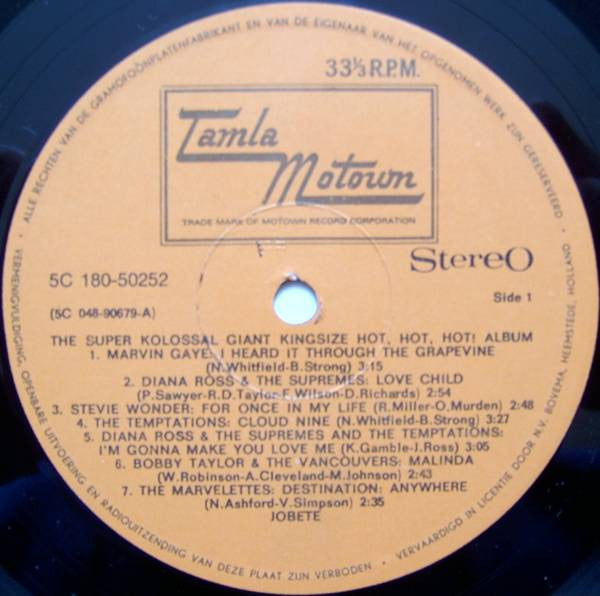 ALLE RECHTEN VAN DE GRAMOFOONPLATENFABRIKANT EN VAN DE EIGENAAR VAN HET OPGENOMEN WERK ZIJN GERESERVEERD
33⅓ R.P.M.
Tamla
Motown
TRADE MARK OF MOTOWN RECORD CORPORATION
Stereo
5C 180-50252
Side 1
(5C 048-90679-A)
THE SUPER KOLOSSAL GIANT KINGSIZE HOT, HOT, HOT! ALBUM
1. MARVIN GAYE: I HEARD IT THROUGH THE GRAPEVINE
(N.Whitfield-B.Strong) 3:15
2. DIANA ROSS & THE SUPREMES: LOVE CHILD
(P.Sawyer-R.D.Taylor-F.Wilson-D.Richards) 2:54
3. STEVIE WONDER: FOR ONCE IN MY LIFE (R.Miller-O.Murden) 2:48
4. THE TEMPTATIONS: CLOUD NINE (N.Whitfield-B.Strong) 3:27
5. DIANA ROSS & THE SUPREMES AND THE TEMPTATIONS:
I'M GONNA MAKE YOU LOVE ME (K.Gamble-J.Ross) 3:05
6. BOBBY TAYLOR & THE VANCOUVERS: MALINDA
(W.Robinson-A.Cleveland-M.Johnson) 2:43
7. THE MARVELETTES: DESTINATION: ANYWHERE
(N.Ashford-V.Simpson) 2:35
JOBETE
VERMENIGVULDIGING, OPENBARE UITVOERING EN RADIOUITZENDING VAN DEZE PLAAT ZIJN VERBODEN • VERVAARDIGD IN LICENTIE DOOR N.V. BOVEMA, HEEMSTEDE, HOLLAND